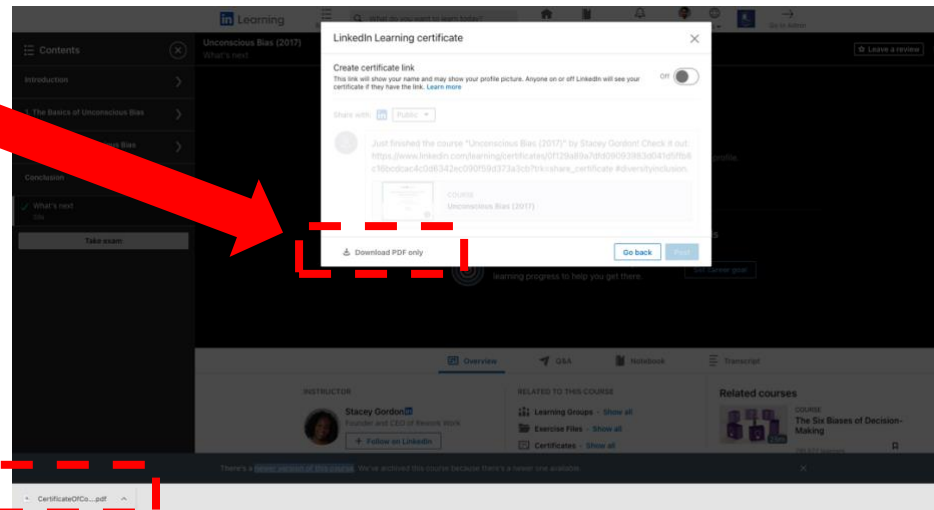 in Learning
What do you want to learn today?
Go to Admin
Contents
Unconscious Bias (2017)
What's next
Leave a review
Introduction
The Basics of Unconscious Bias
Bias
Conclusion
What's next
Take exam
LinkedIn Learning certificate
Create certificate link
This link will show your name and may show your profile picture. Anyone on or off LinkedIn will see your
certificate if they have the link. Learn more
Off
Share with: in Public
Just finished the course "Unconscious Bias (2017)" by Stacey Gordon! Check it out:
#diversityinclusion.
COURSE
Unconscious Bias (2017)
Download PDF only
Go back
Post
profile.
learning progress to help you get there.
Set career goal
Overview
Q&A
Notebook
Transcript
INSTRUCTOR
Stacey Gordon
Founder and CEO of Rework Work
+ Follow on LinkedIn
RELATED TO THIS COURSE
Learning Groups · Show all
Exercise Files · Show all
Certificates · Show all
Related courses
COURSE
The Six Biases of Decision-
Making
There's a newer version of this course. We've archived this course because there's a newer one available.
CertificateOfCo....pdf